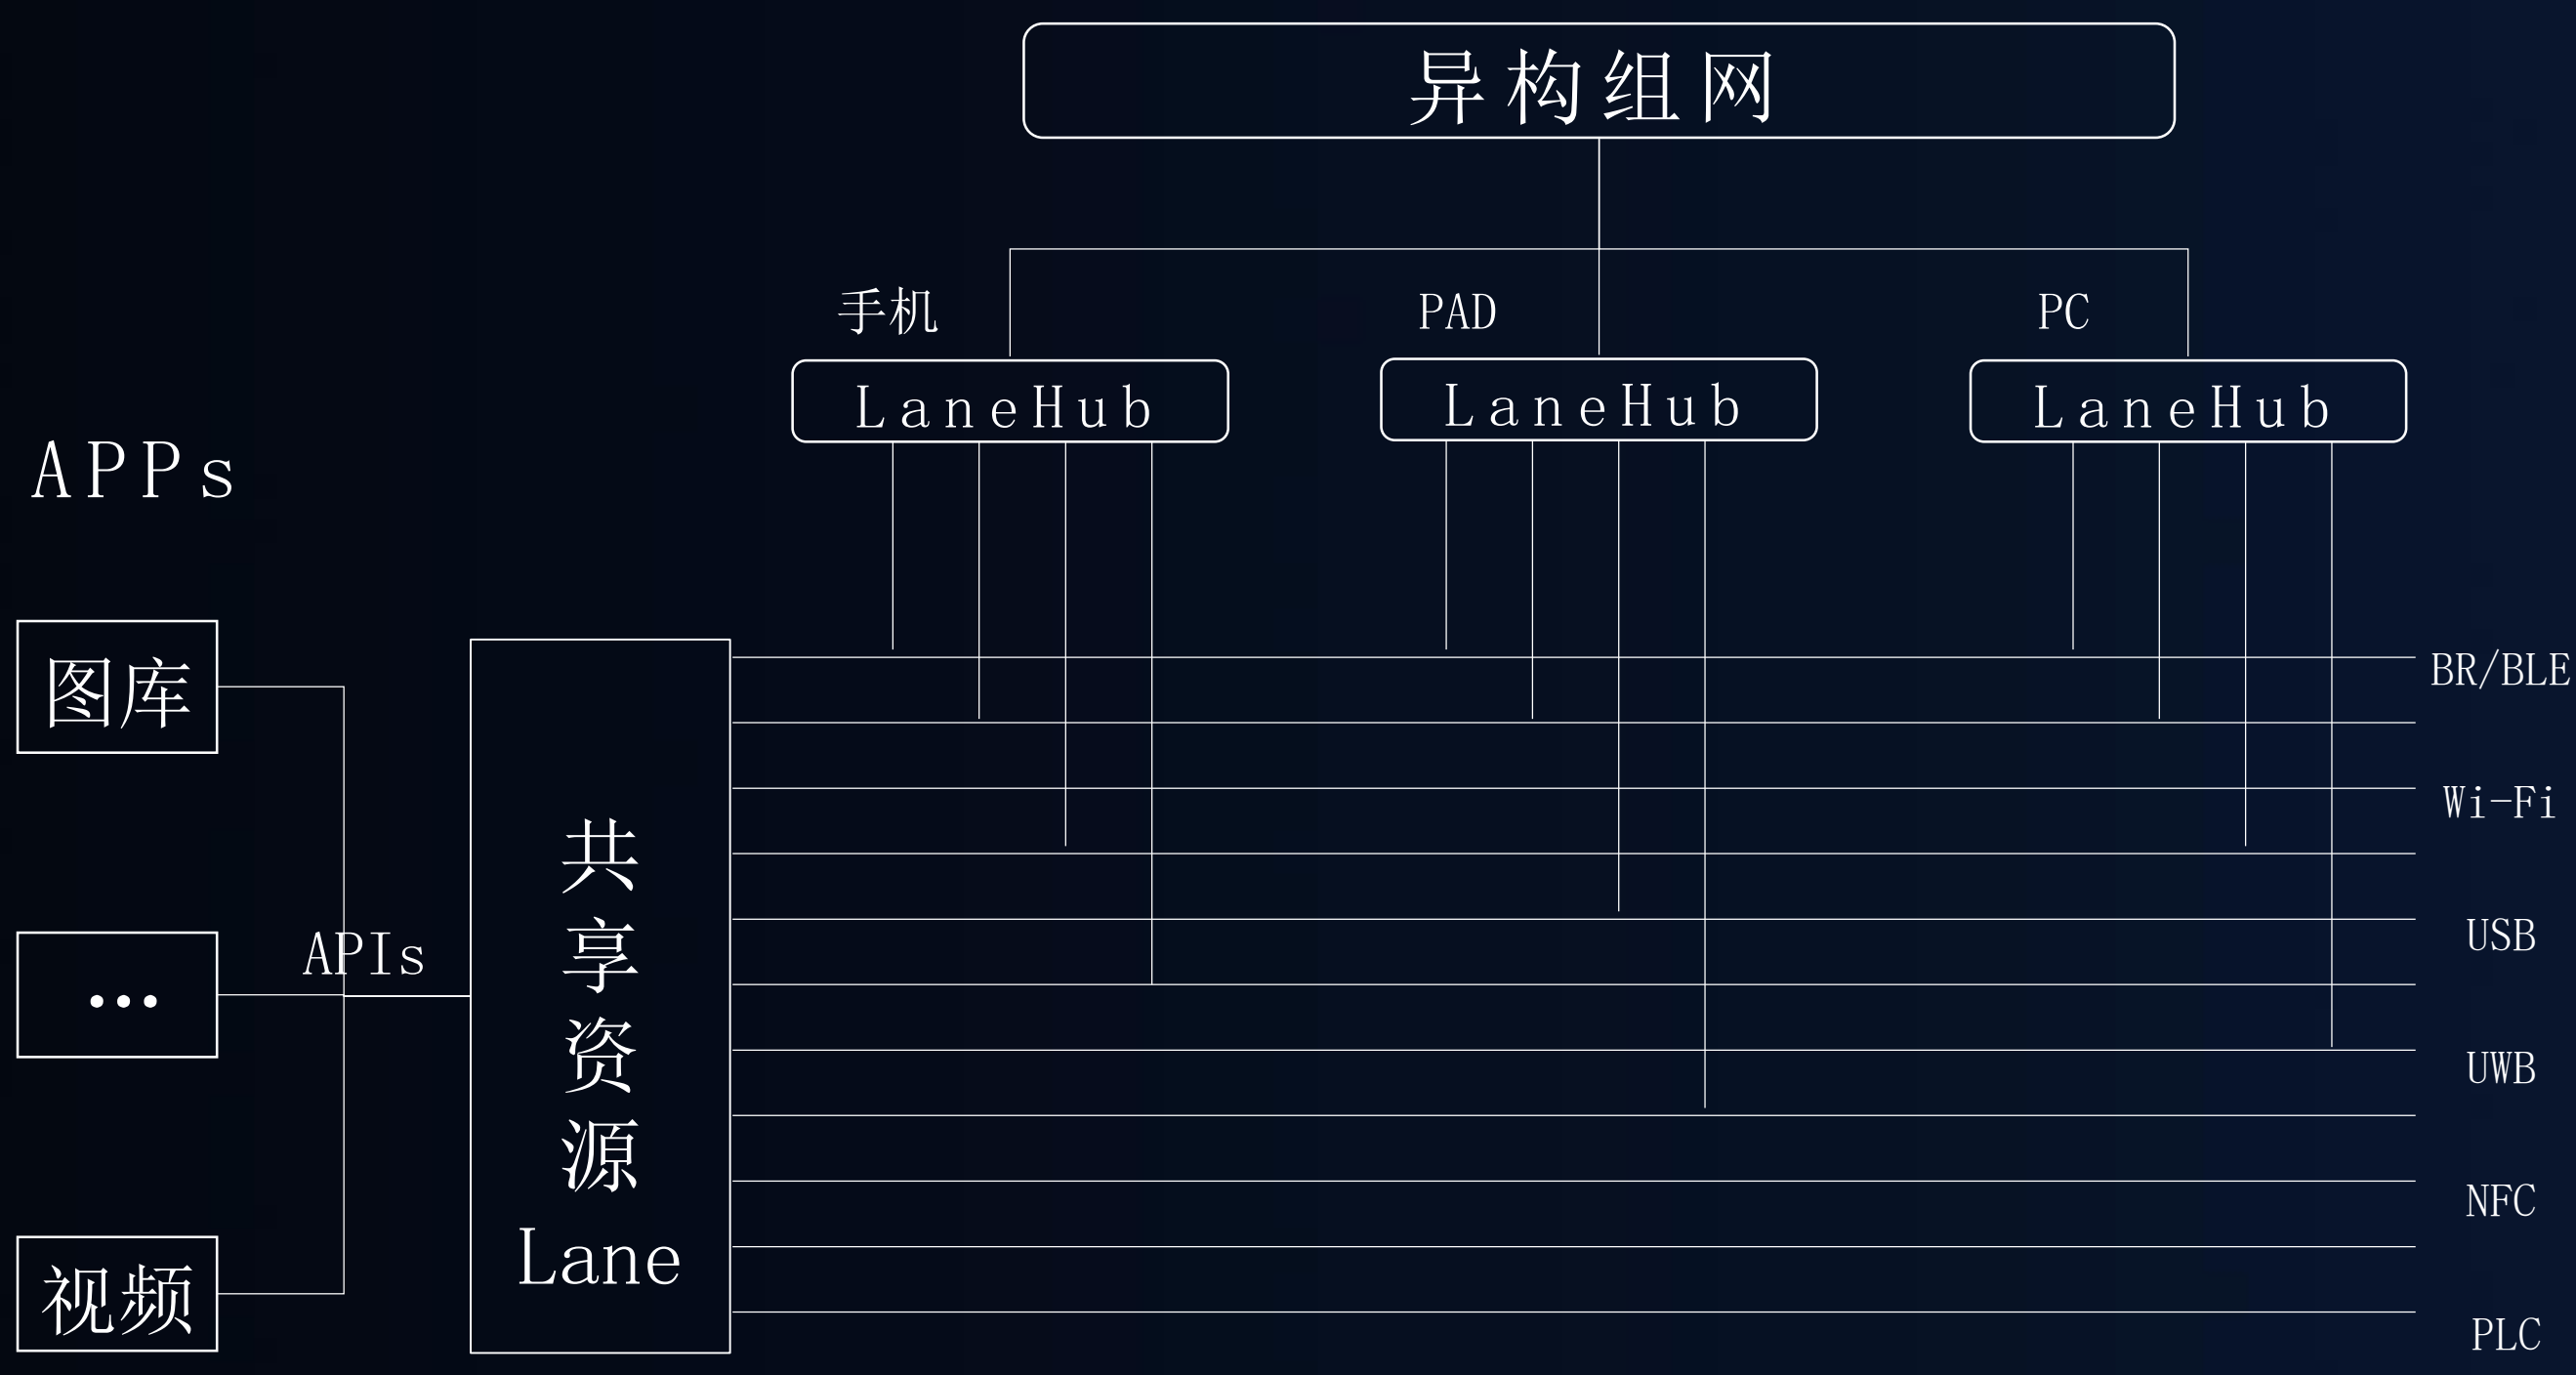 异构组网
手机
PAD
PC
LaneHub
LaneHub
LaneHub
APPs
图库
...
视频
APIs
共
享
资
源
Lane
BR/BLE
Wi-Fi
USB
UWB
NFC
PLC